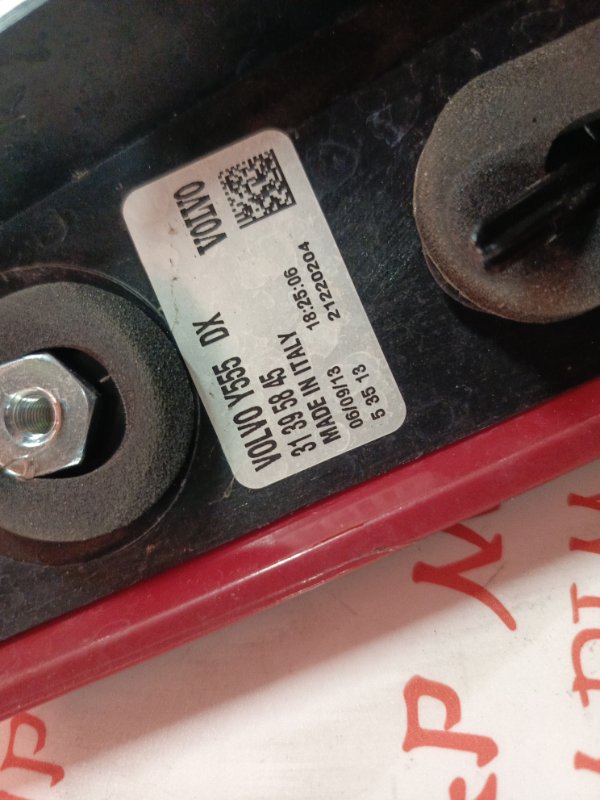 VOLVO
VOLVO Y555 DX
31 39 58 45
MADE IN ITALY 18:25:06
06/09/13 21220204
5 35 13